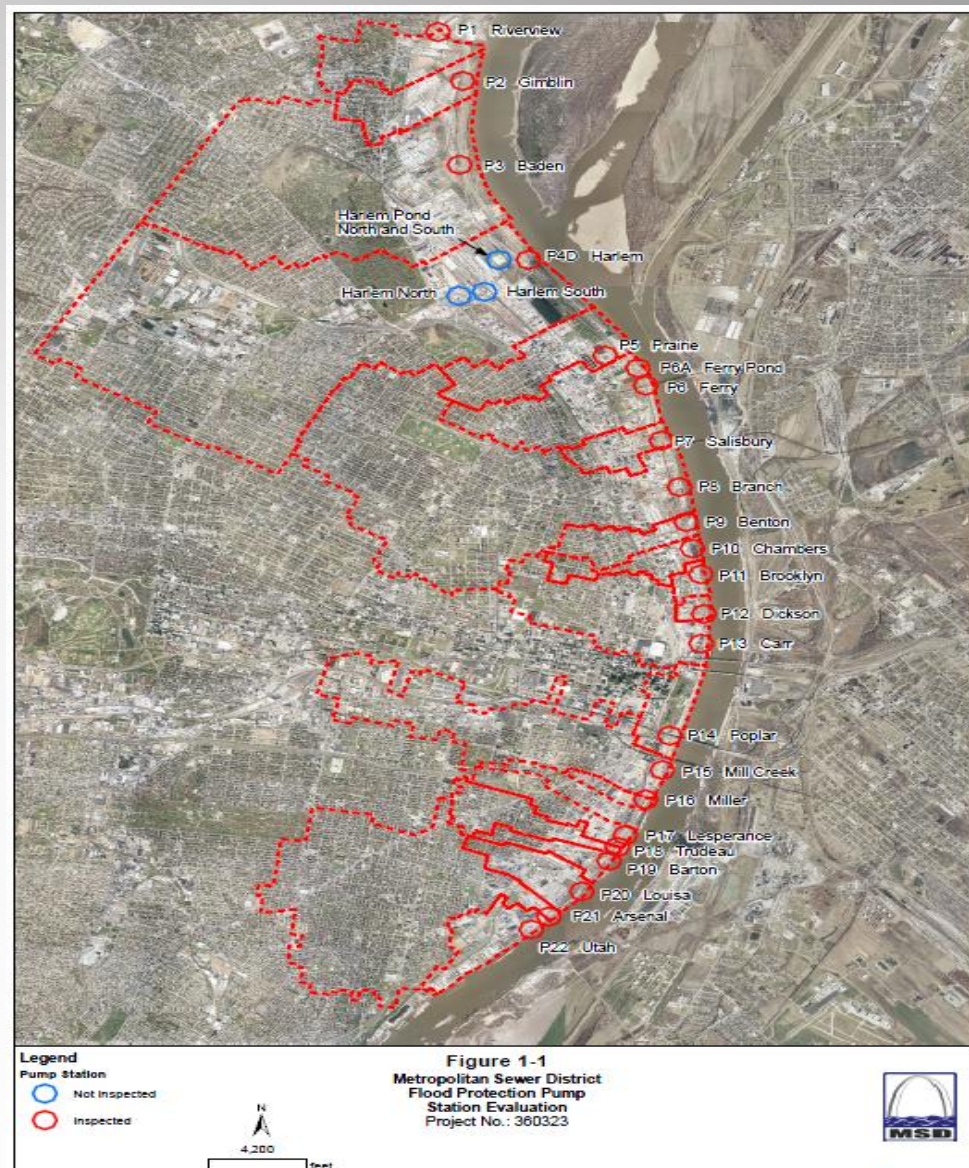 P1 Riverview
P2 Gimblin
P3 Baden
Harlem Pond
North and South
P4D Harlem
Harlem North
Harlem South
P5 Prairie
P6A Ferry Pond
P6 Ferry
P7 Salisbury
P8 Branch
P9 Benton
P10 Chambers
P11 Brooklyn
P12 Dickson
P13 Carr
P14 Poplar
P15 Mill Creek
P16 Miller
P17 Lesperance
P18 Trudeau
P19 Barton
P20 Louisa
P21 Arsenal
P22 Utah
Legend
Pump Station
Not Inspected
Inspected
N
4,200
feet
Figure 1-1
Metropolitan Sewer District
Flood Protection Pump
Station Evaluation
Project No.: 360323
MSD